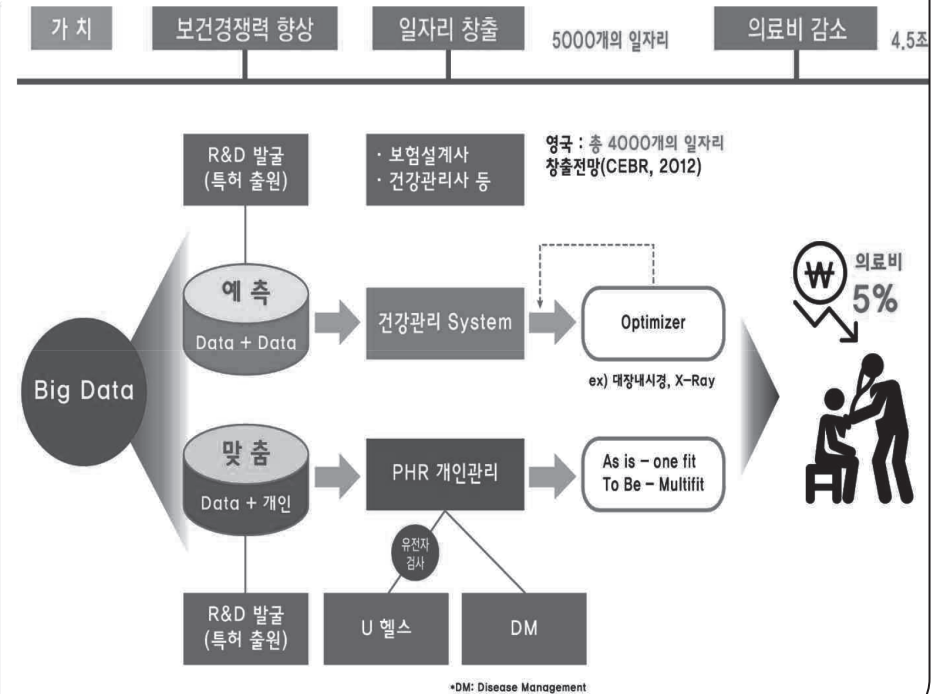 가 치
보건경쟁력 향상
일자리 창출
5000개의 일자리
의료비 감소
4.5조
R&D 발굴
(특허 출원)
· 보험설계사
· 건강관리사 등
영국 : 총 4000개의 일자리
창출전망(CEBR, 2012)
Big Data
예 측
Data + Data
건강관리 System
Optimizer
ex) 대장내시경, X-Ray
₩
의료비
5%
맞 춤
Data + 개인
PHR 개인관리
As is – one fit
To Be – Multifit
유전자
검사
R&D 발굴
(특허 출원)
U 헬스
DM
*DM: Disease Management